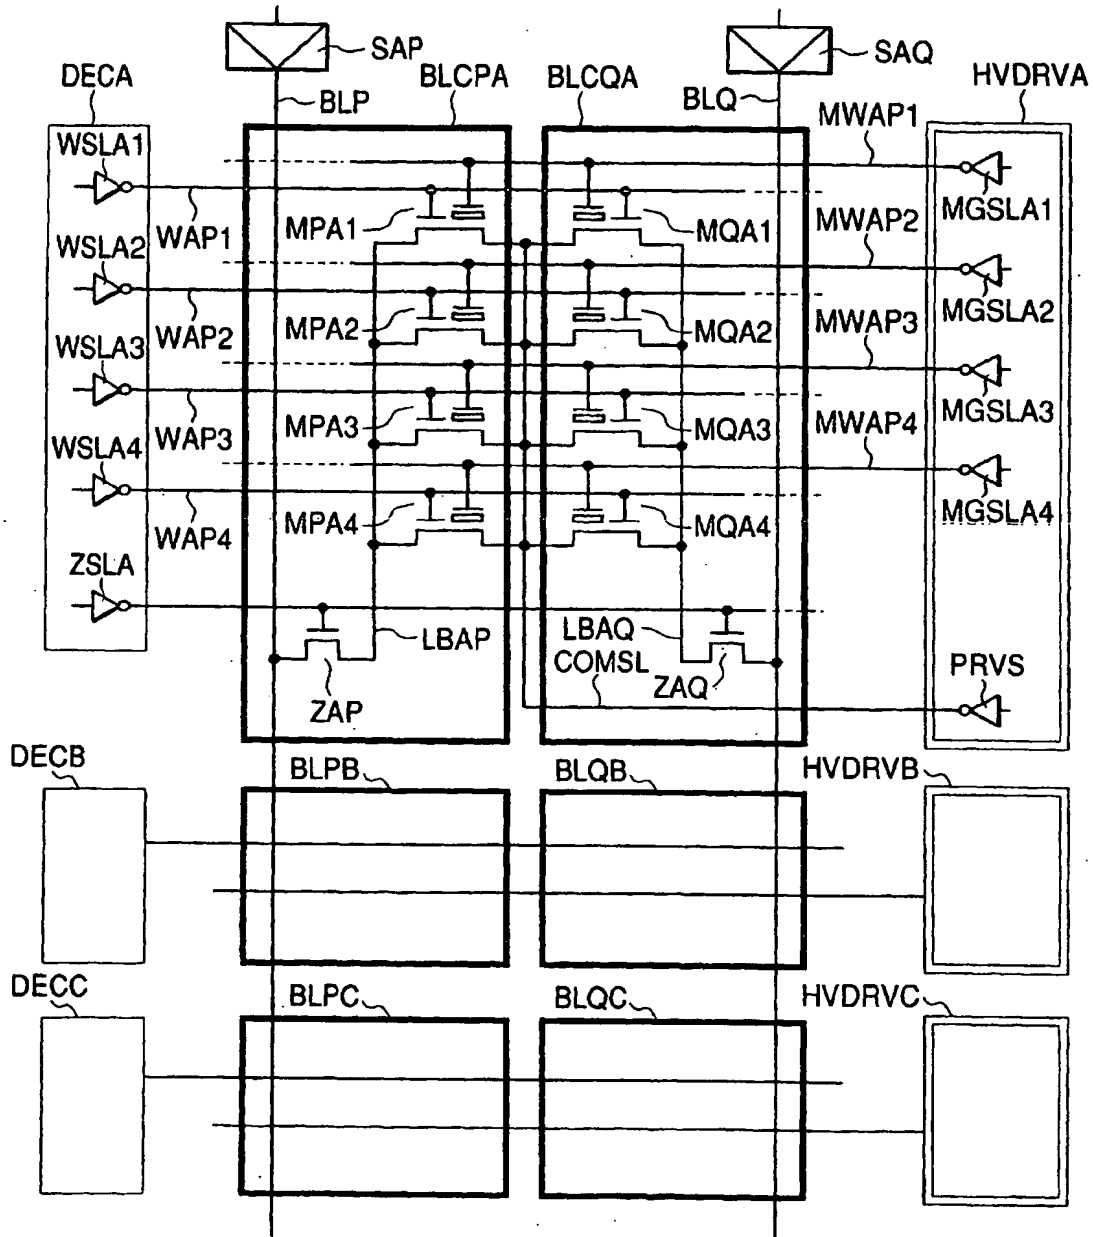 SAP
SAQ
DECA
BLCPA
BLCQA
HVDRVA
BLP
BLQ
MWAP1
WSLA1
MGSLA1
WAP1
MPA1
MQA1
MWAP2
WSLA2
MGSLA2
WAP2
MPA2
MQA2
MWAP3
WSLA3
MGSLA3
WAP3
MPA3
MQA3
MWAP4
WSLA4
MGSLA4
WAP4
MPA4
MQA4
ZSLA
LBAP
LBAQ
COMSL
ZAP
ZAQ
PRVS
DECB
BLPB
BLQB
HVDRVB
DECC
BLPC
BLQC
HVDRVC